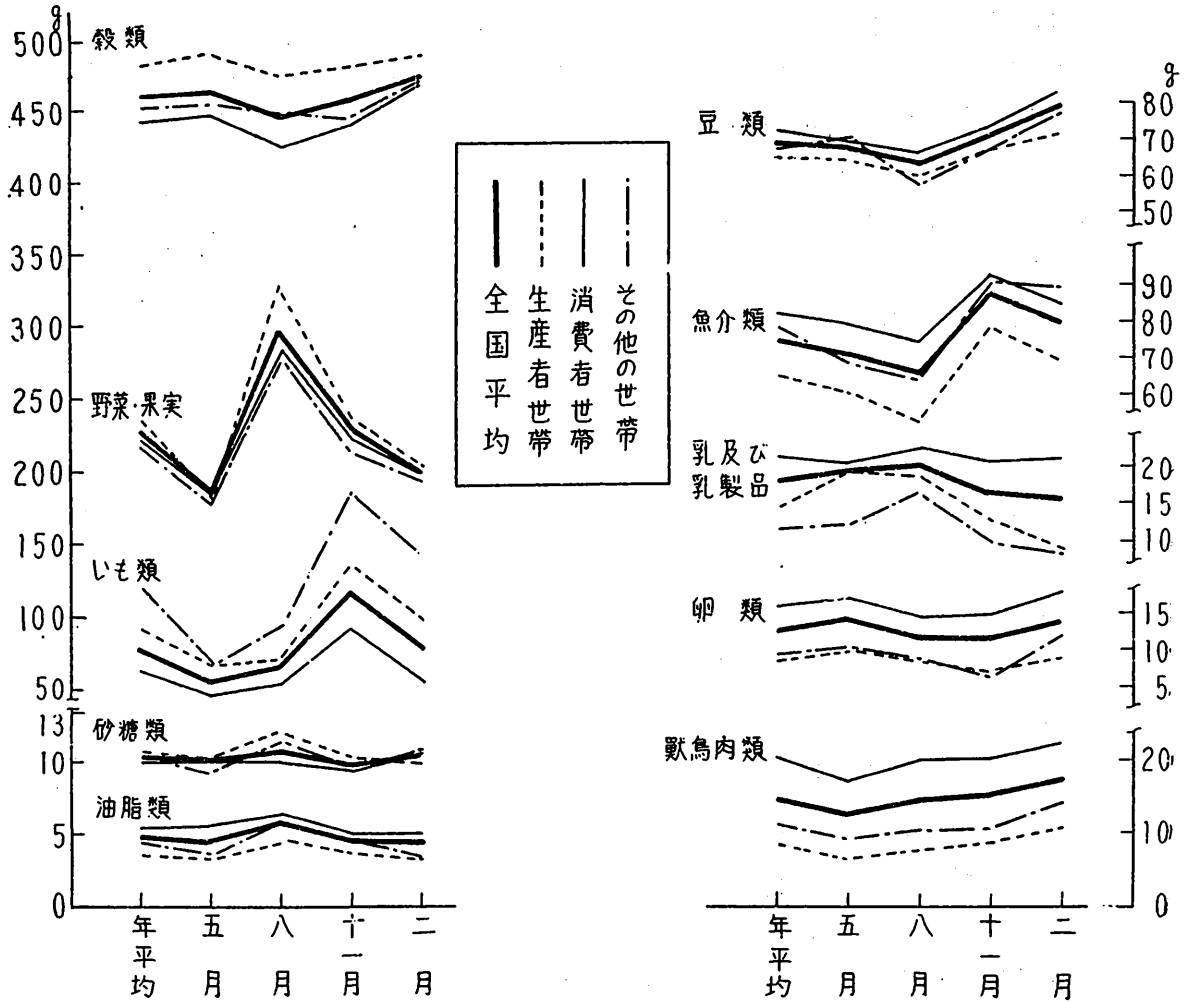 g
500
450
400
350
300
250
200
150
100
50
13
10
5
0
穀類
野菜・果実
いも類
砂糖類
油脂類
年平均
五月
八月
十一月
二月
全国平均
生産者世帯
消費者世帯
その他の世帯
g
80
70
60
50
90
80
70
60
20
15
10
15
10
5
20
10
0
豆類
魚介類
乳及び
乳製品
卵類
獣鳥肉類
年平均
五月
八月
十一月
二月